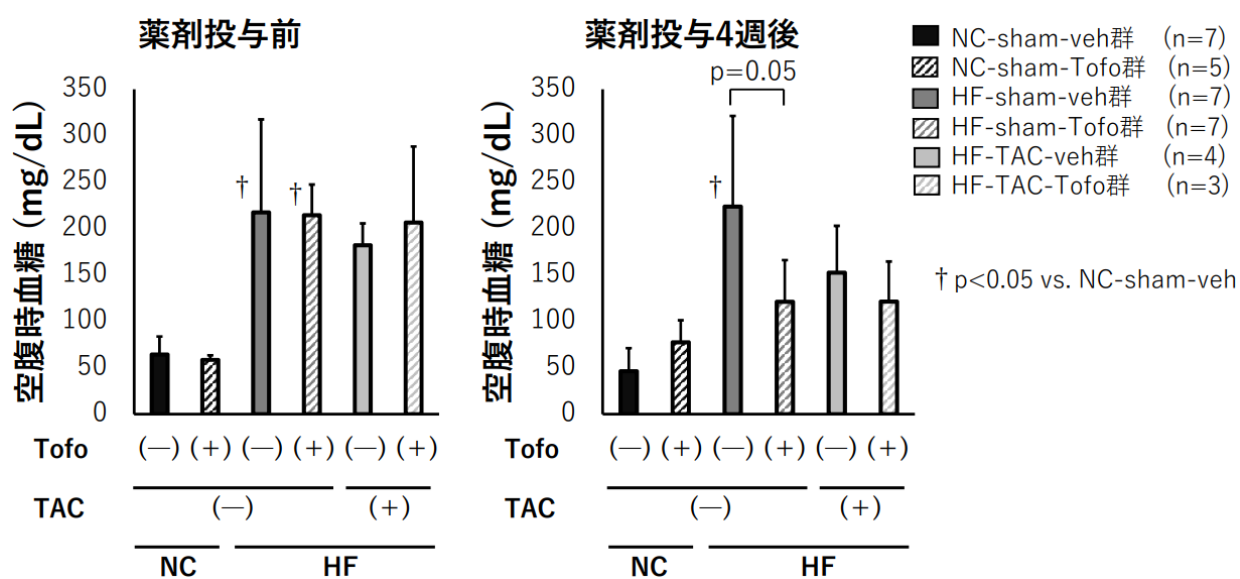 薬剤投与前
空腹時血糖 (mg/dL)
350
300
250
200
150
100
50
0
†
†
Tofo (—) (+) (—) (+) (—) (+)
TAC (—) (+)
NC HF
薬剤投与4週後
p=0.05
空腹時血糖 (mg/dL)
350
300
250
200
150
100
50
0
†
Tofo (—) (+) (—) (+) (—) (+)
TAC (—) (+)
NC HF
NC-sham-veh群 (n=7)
NC-sham-Tofo群 (n=5)
HF-sham-veh群 (n=7)
HF-sham-Tofo群 (n=7)
HF-TAC-veh群 (n=4)
HF-TAC-Tofo群 (n=3)
† p<0.05 vs. NC-sham-veh